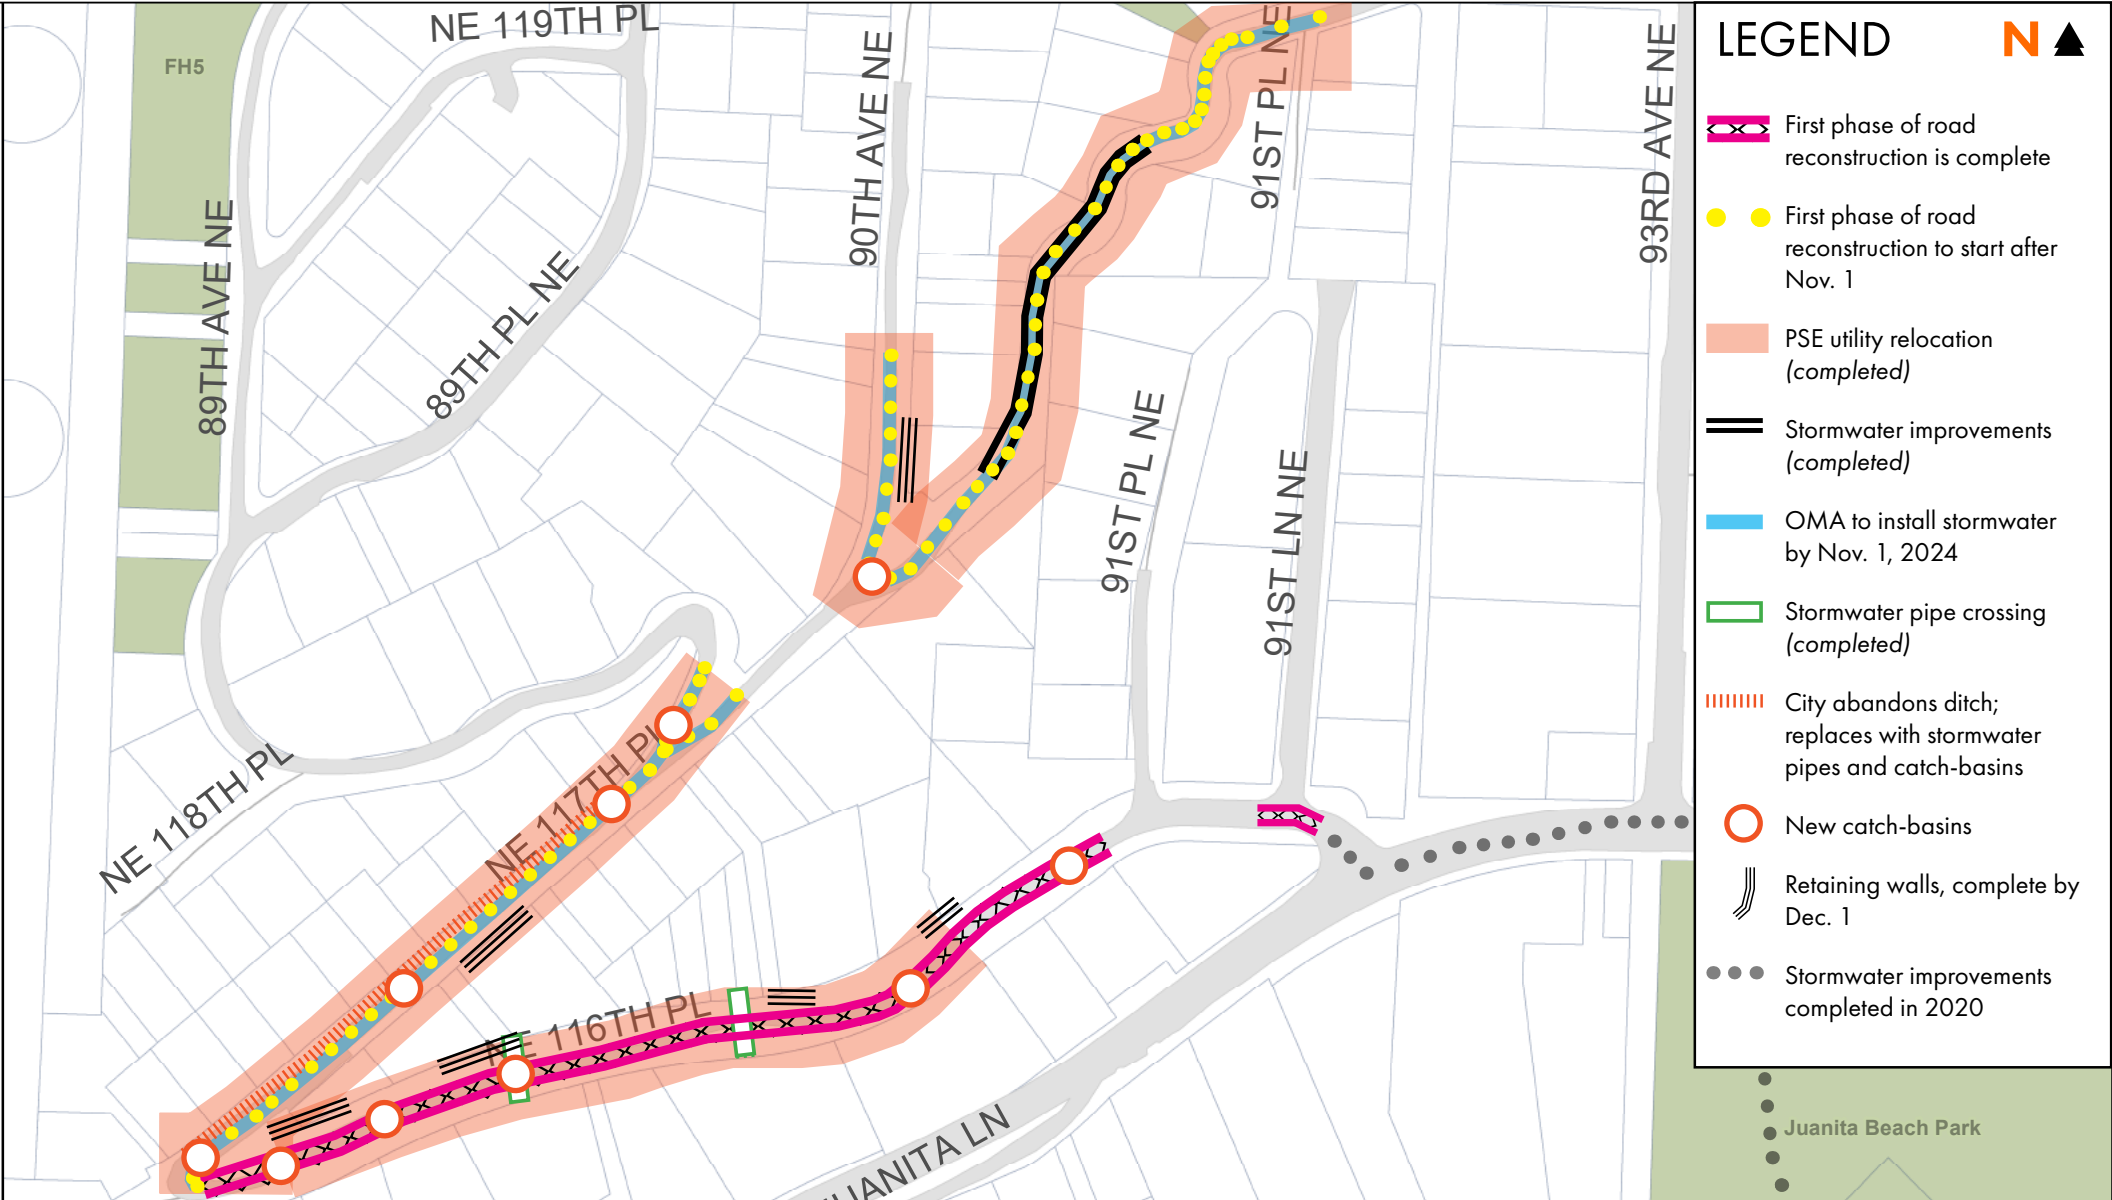 NE 119TH PL
FH5
90TH AVE NE
91ST PL NE
93RD AVE NE
89TH AVE NE
89TH PL NE
91ST PL NE
91ST LN NE
NE 118TH PL
NE 117TH PL
NE 116TH PL
JUANITA LN
Juanita Beach Park
LEGEND
N
First phase of road
reconstruction is complete
First phase of road
reconstruction to start after
Nov. 1
PSE utility relocation
(completed)
Stormwater improvements
(completed)
OMA to install stormwater
by Nov. 1, 2024
Stormwater pipe crossing
(completed)
City abandons ditch;
replaces with stormwater
pipes and catch-basins
New catch-basins
Retaining walls, complete by
Dec. 1
Stormwater improvements
completed in 2020